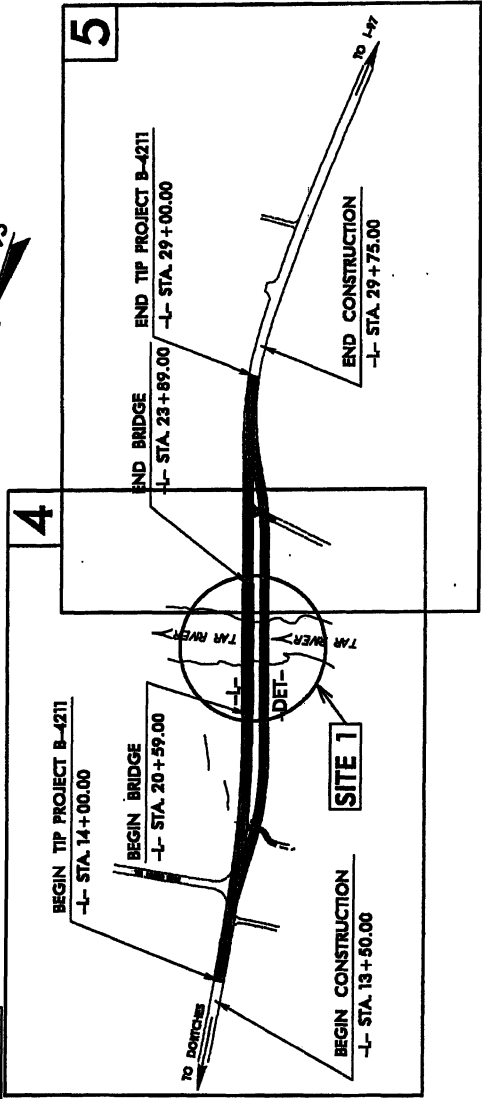 4
5
BEGIN TIP PROJECT B-4211
-L- STA. 14+00.00
BEGIN BRIDGE
-L- STA. 20+59.00
END BRIDGE
-L- STA. 23+89.00
END TIP PROJECT B-4211
-L- STA. 29+00.00
TO DORTCHES
TAR RIVER
TAR RIVER
TAR RIVER
-L-
-DET-
SITE 1
TO I-97
BEGIN CONSTRUCTION
-L- STA. 13+50.00
END CONSTRUCTION
-L- STA. 29+75.00